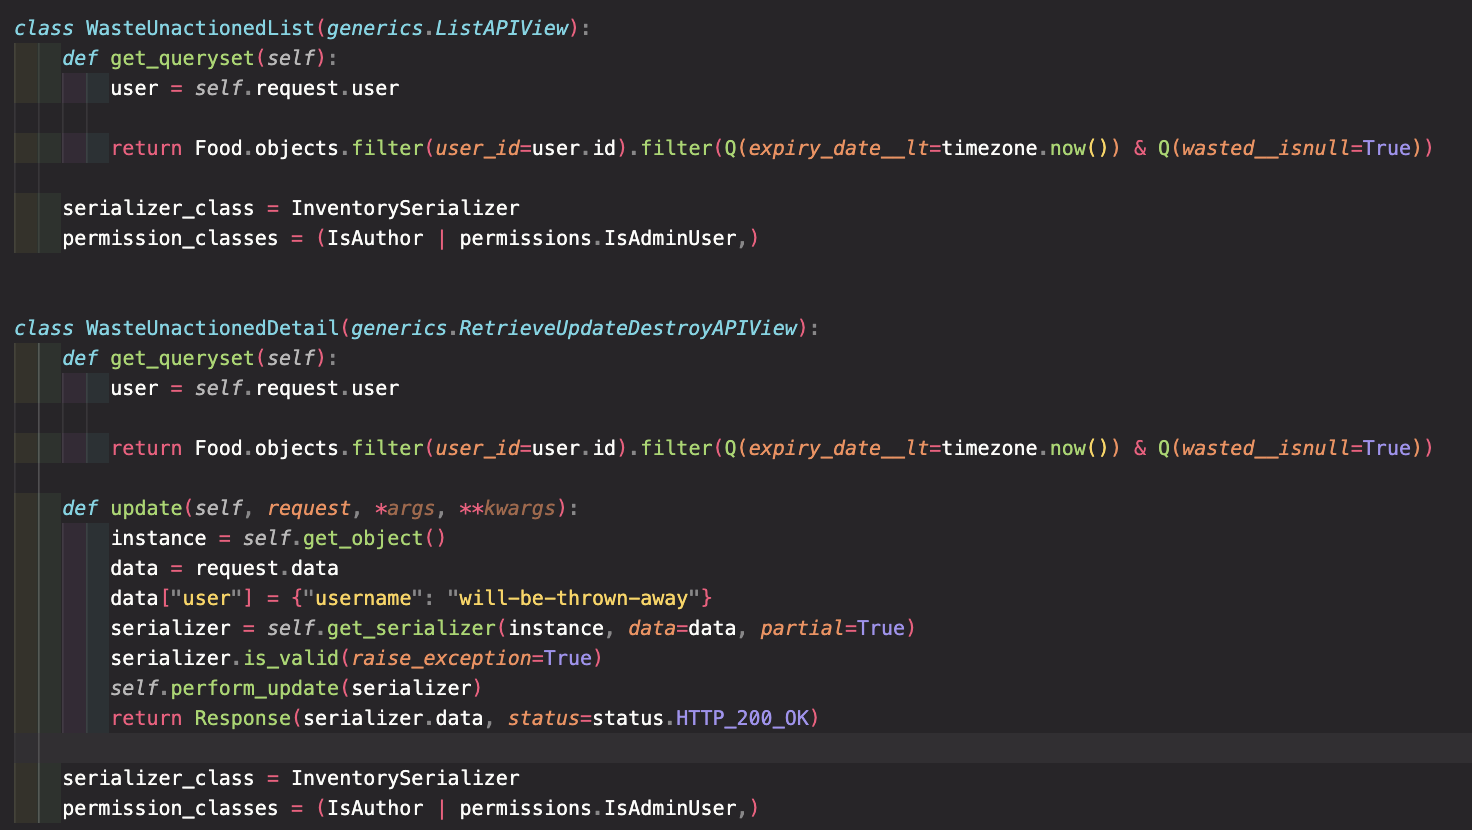 class WasteUnactionedList(generics.ListAPIView):
    def get_queryset(self):
        user = self.request.user

        return Food.objects.filter(user_id=user.id).filter(Q(expiry_date__lt=timezone.now()) & Q(wasted__isnull=True))

    serializer_class = InventorySerializer
    permission_classes = (IsAuthor | permissions.IsAdminUser,)


class WasteUnactionedDetail(generics.RetrieveUpdateDestroyAPIView):
    def get_queryset(self):
        user = self.request.user

        return Food.objects.filter(user_id=user.id).filter(Q(expiry_date__lt=timezone.now()) & Q(wasted__isnull=True))

    def update(self, request, *args, **kwargs):
        instance = self.get_object()
        data = request.data
        data["user"] = {"username": "will-be-thrown-away"}
        serializer = self.get_serializer(instance, data=data, partial=True)
        serializer.is_valid(raise_exception=True)
        self.perform_update(serializer)
        return Response(serializer.data, status=status.HTTP_200_OK)

    serializer_class = InventorySerializer
    permission_classes = (IsAuthor | permissions.IsAdminUser,)